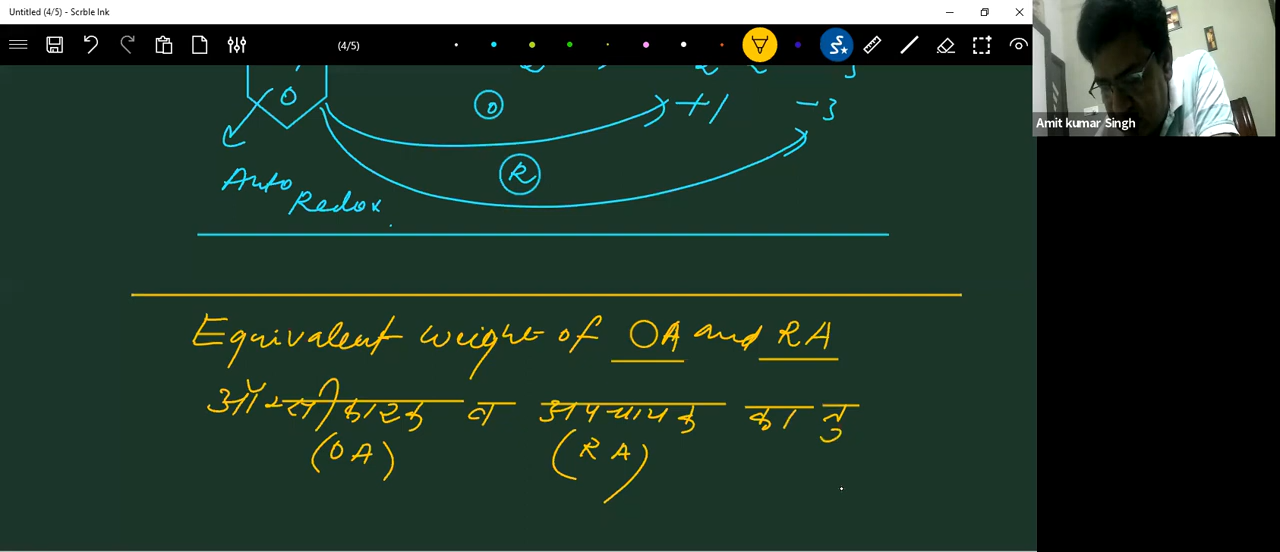 Untitled (4/5) - Scrble Ink
(4/5)
Amit kumar Singh
0
O
+1 -3
R
Auto
Redox
Equivalent weight of OA and RA
ऑक्सीकारक व अपचायक का तु
(OA) (RA)